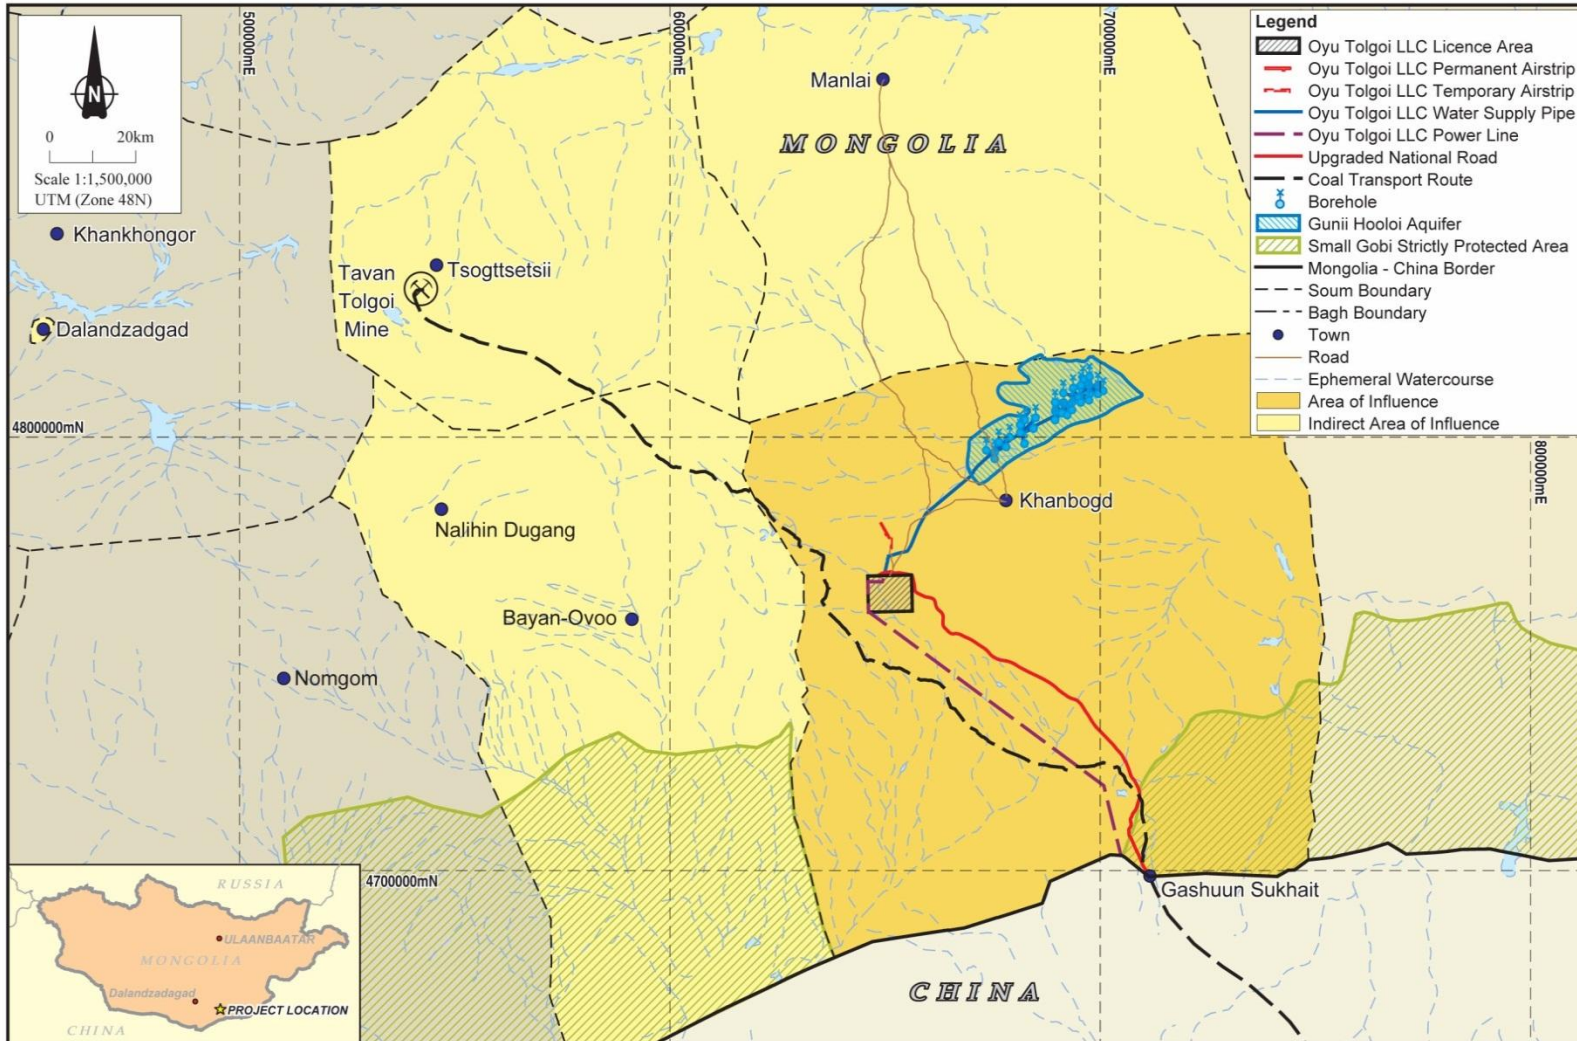 N
0 20km
Scale 1:1,500,000
UTM (Zone 48N)
500000mE
600000mE
700000mE
800000mE
4800000mN
4700000mN
Legend
Oyu Tolgoi LLC Licence Area
Oyu Tolgoi LLC Permanent Airstrip
Oyu Tolgoi LLC Temporary Airstrip
Oyu Tolgoi LLC Water Supply Pipe
Oyu Tolgoi LLC Power Line
Upgraded National Road
Coal Transport Route
Borehole
Gunii Hooloi Aquifer
Small Gobi Strictly Protected Area
Mongolia - China Border
Soum Boundary
Bagh Boundary
Town
Road
Ephemeral Watercourse
Area of Influence
Indirect Area of Influence
Manlai
MONGOLIA
Khankhongor
Tsogttsetsii
Tavan
Tolgoi
Mine
Dalandzadgad
Khanbogd
Nalihin Dugang
Bayan-Ovoo
Nomgom
Gashuun Sukhait
CHINA
RUSSIA
ULAANBAATAR
MONGOLIA
Dalandzadagad
PROJECT LOCATION
CHINA